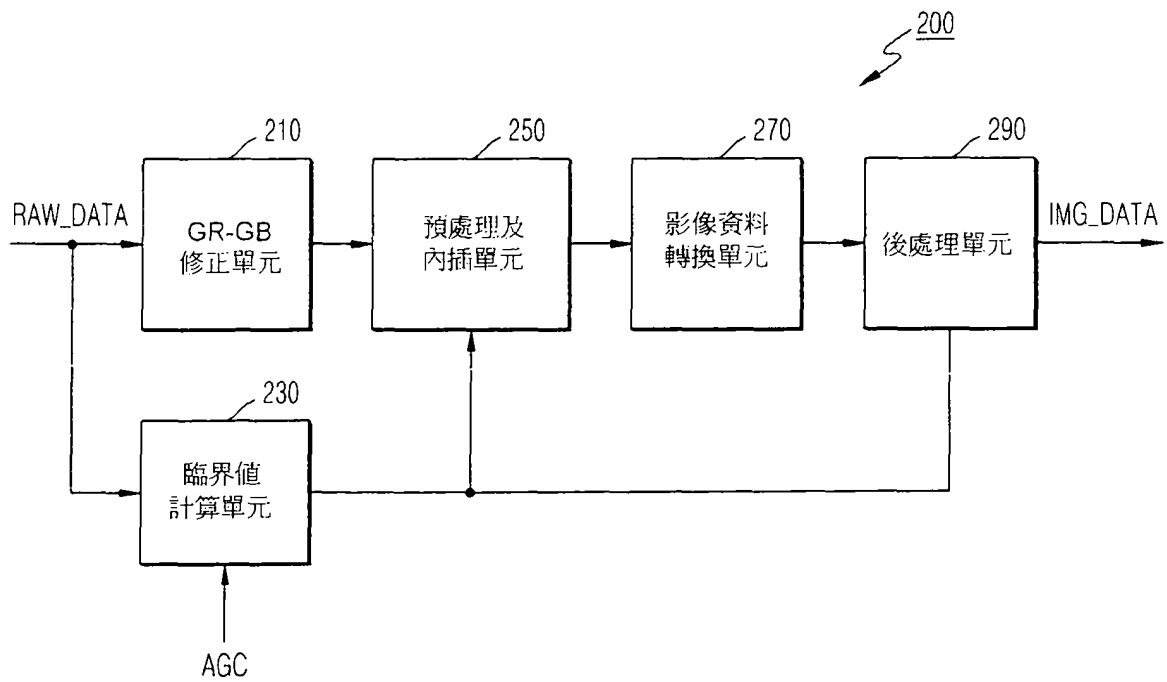 200
210
250
270
290
RAW_DATA
GR-GB
修正單元
預處理及
內插單元
影像資料
轉換單元
後處理單元
IMG_DATA
230
臨界値
計算單元
AGC